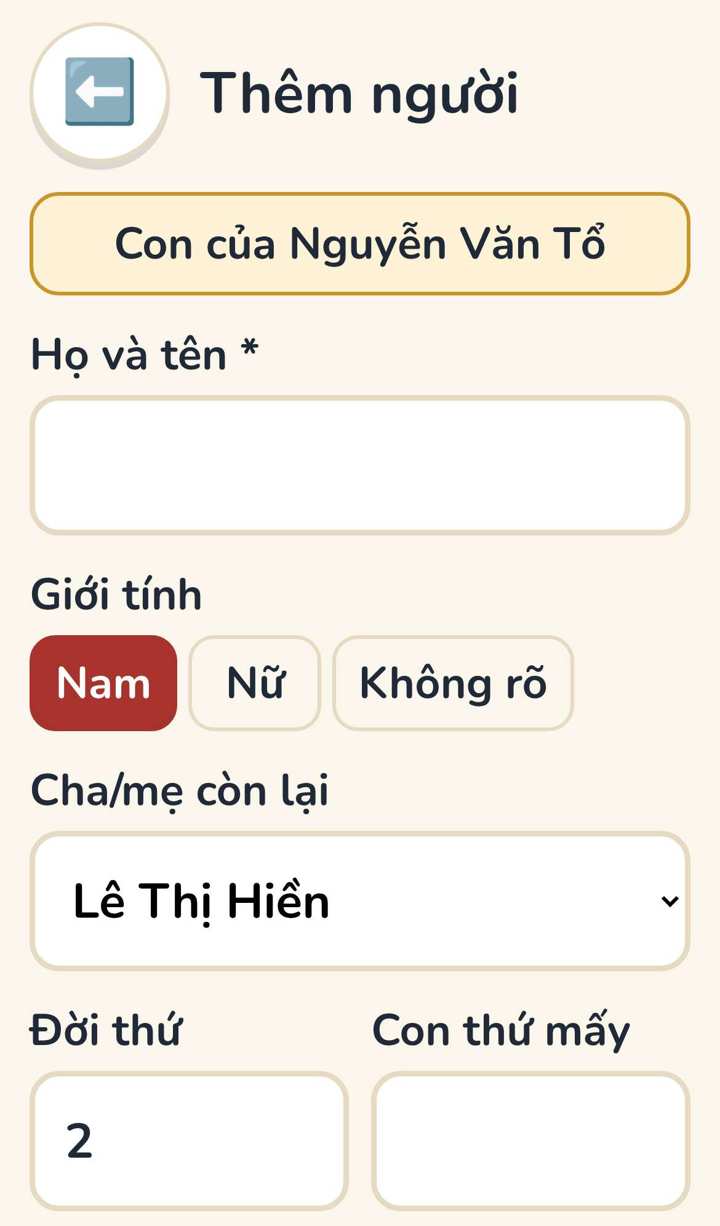 Thêm người
Con của Nguyễn Văn Tổ
Họ và tên *
Giới tính
Nam Nữ Không rõ
Cha/mẹ còn lại
Lê Thị Hiền
Đời thứ Con thứ mấy
2